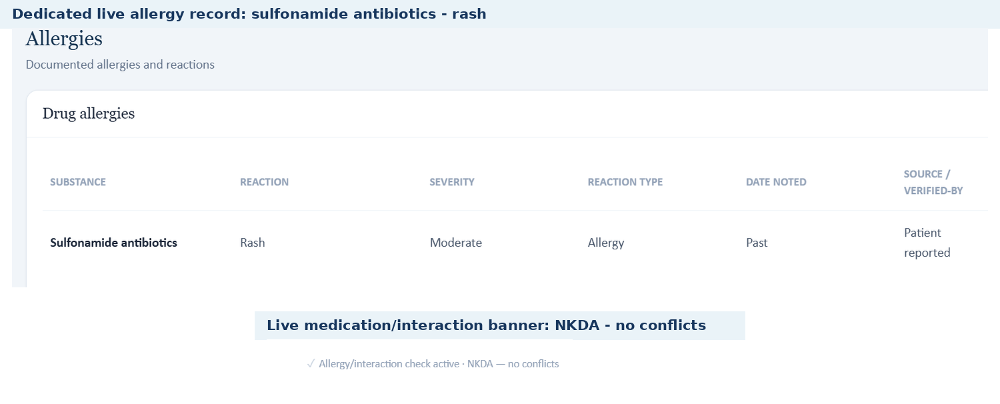 Dedicated live allergy record: sulfonamide antibiotics - rash
Allergies
Documented allergies and reactions
Drug allergies
SUBSTANCE REACTION SEVERITY REACTION TYPE DATE NOTED SOURCE / VERIFIED-BY
Sulfonamide antibiotics Rash Moderate Allergy Past Patient reported
Live medication/interaction banner: NKDA - no conflicts
✓ Allergy/interaction check active · NKDA — no conflicts